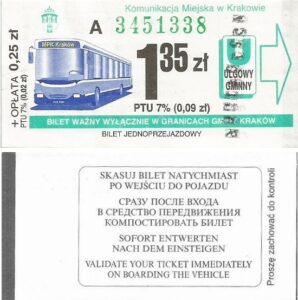 Komunikacja Miejska w Krakowie
A 3451338
MPK Kraków
1.35 zł
+ OPŁATA 0,25 zł
PTU 7% (0,02 zł)
PTU 7% (0,09 zł)
ULGOWY
GMINNY
BILET WAŻNY WYŁĄCZNIE W GRANICACH GMINY KRAKÓW
BILET JEDNOPRZEJAZDOWY
SKASUJ BILET NATYCHMIAST
PO WEJŚCIU DO POJAZDU
СРАЗУ ПОСЛЕ ВХОДА
В СРЕДСТВО ПЕРЕДВИЖЕНИЯ
КОМПОСТИРОВАТЬ БИЛЕТ
SOFORT ENTWERTEN
NACH DEM EINSTEIGEN
VALIDATE YOUR TICKET IMMEDIATELY
ON BOARDING THE VEHICLE
Proszę zachować do kontroli